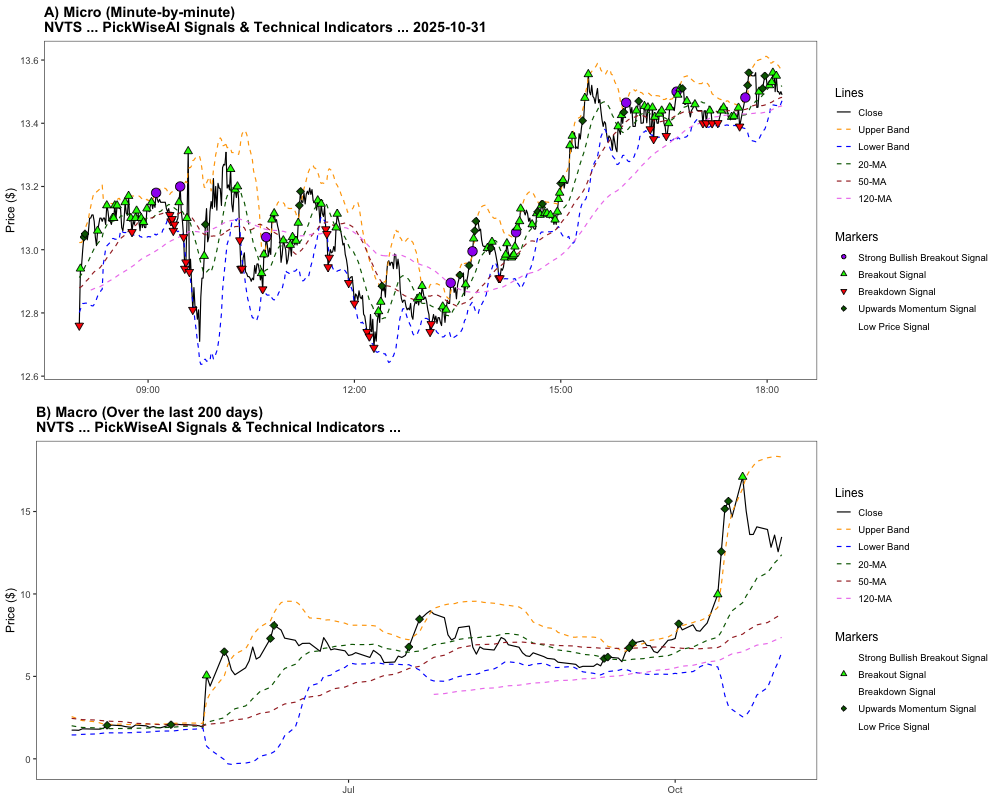 A) Micro (Minute-by-minute)
NVTS ... PickWiseAI Signals & Technical Indicators ... 2025-10-31
Price ($)
13.6
13.4
13.2
13.0
12.8
12.6
09:00
12:00
15:00
18:00
Lines
Close
Upper Band
Lower Band
20-MA
50-MA
120-MA
Markers
Strong Bullish Breakout Signal
Breakout Signal
Breakdown Signal
Upwards Momentum Signal
Low Price Signal
B) Macro (Over the last 200 days)
NVTS ... PickWiseAI Signals & Technical Indicators ...
Price ($)
15
10
5
0
Jul
Oct
Lines
Close
Upper Band
Lower Band
20-MA
50-MA
120-MA
Markers
Strong Bullish Breakout Signal
Breakout Signal
Breakdown Signal
Upwards Momentum Signal
Low Price Signal